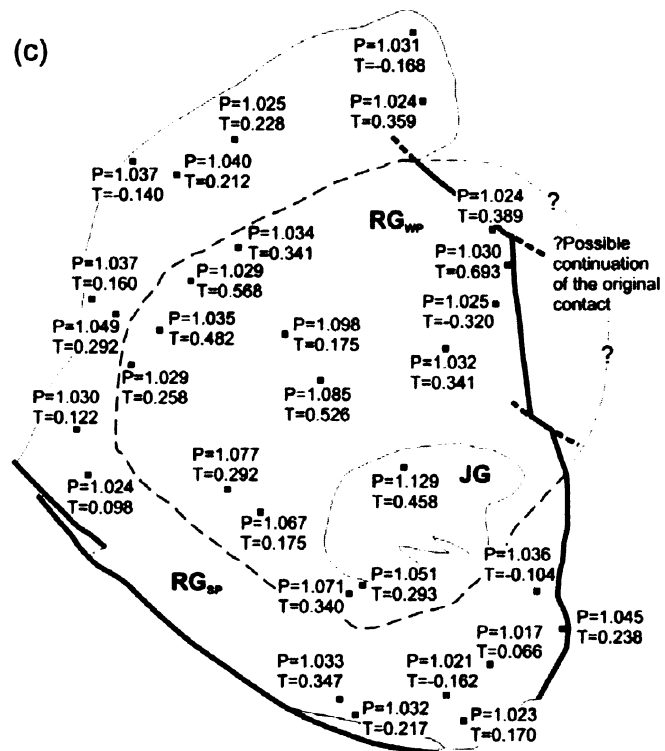 (c)
P=1.031
T=-0.168
P=1.024
T=0.359
P=1.025
T=0.228
P=1.040
T=0.212
P=1.037
T=-0.140
P=1.024
T=0.389
?
RG_WP
P=1.034
T=0.341
?Possible
continuation
of the original
contact
P=1.030
T=0.693
P=1.037
T=0.160
P=1.029
T=0.568
P=1.025
T=-0.320
P=1.049
T=0.292
P=1.035
T=0.482
P=1.098
T=0.175
P=1.032
T=0.341
?
P=1.029
T=0.258
P=1.085
T=0.526
P=1.030
T=0.122
P=1.077
T=0.292
JG
P=1.129
T=0.458
P=1.024
T=0.098
P=1.067
T=0.175
P=1.036
T=-0.104
RG_SP
P=1.071
T=0.340
P=1.051
T=0.293
P=1.045
T=0.238
P=1.017
T=0.066
P=1.033
T=0.347
P=1.021
T=-0.162
P=1.032
T=0.217
P=1.023
T=0.170